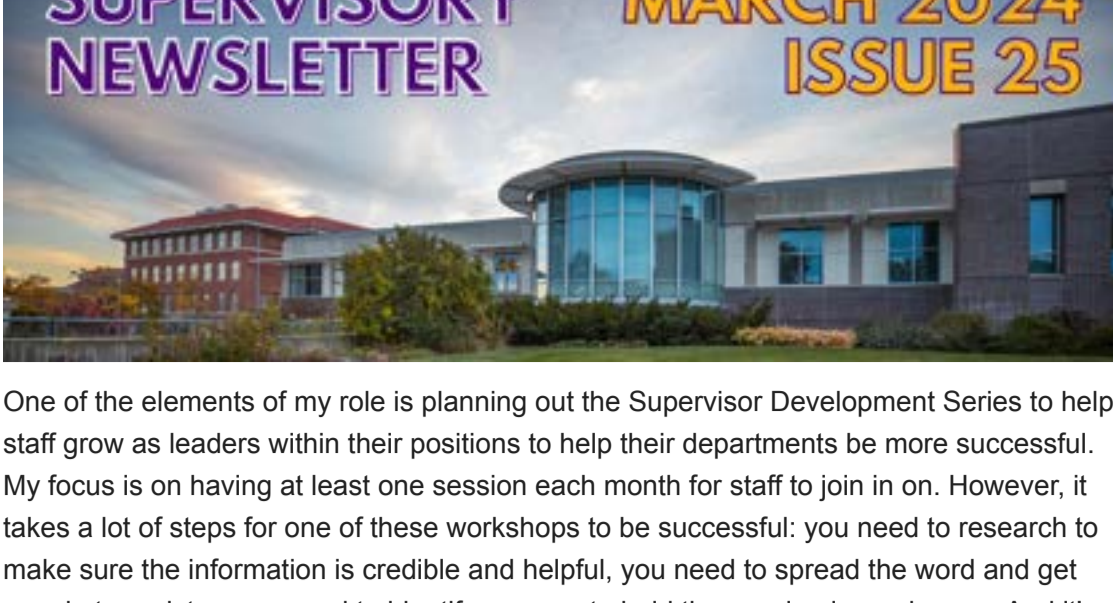 SUPERVISORY MARCH 2024
NEWSLETTER ISSUE 25
One of the elements of my role is planning out the Supervisor Development Series to help
staff grow as leaders within their positions to help their departments be more successful.
My focus is on having at least one session each month for staff to join in on. However, it
takes a lot of steps for one of these workshops to be successful: you need to research to
make sure the information is credible and helpful, you need to spread the word and get